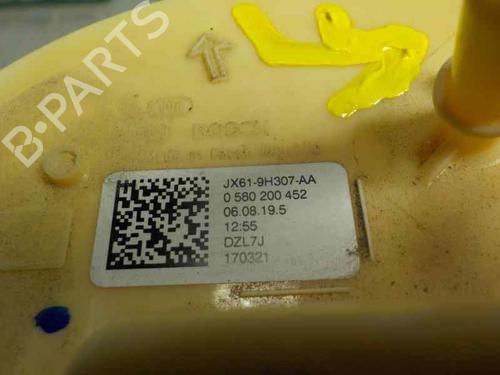 B-PARTS
BOSCH
JX61-9H307-AA
0 580 200 452
06.08.19.5
12:55
DZL7J
170321